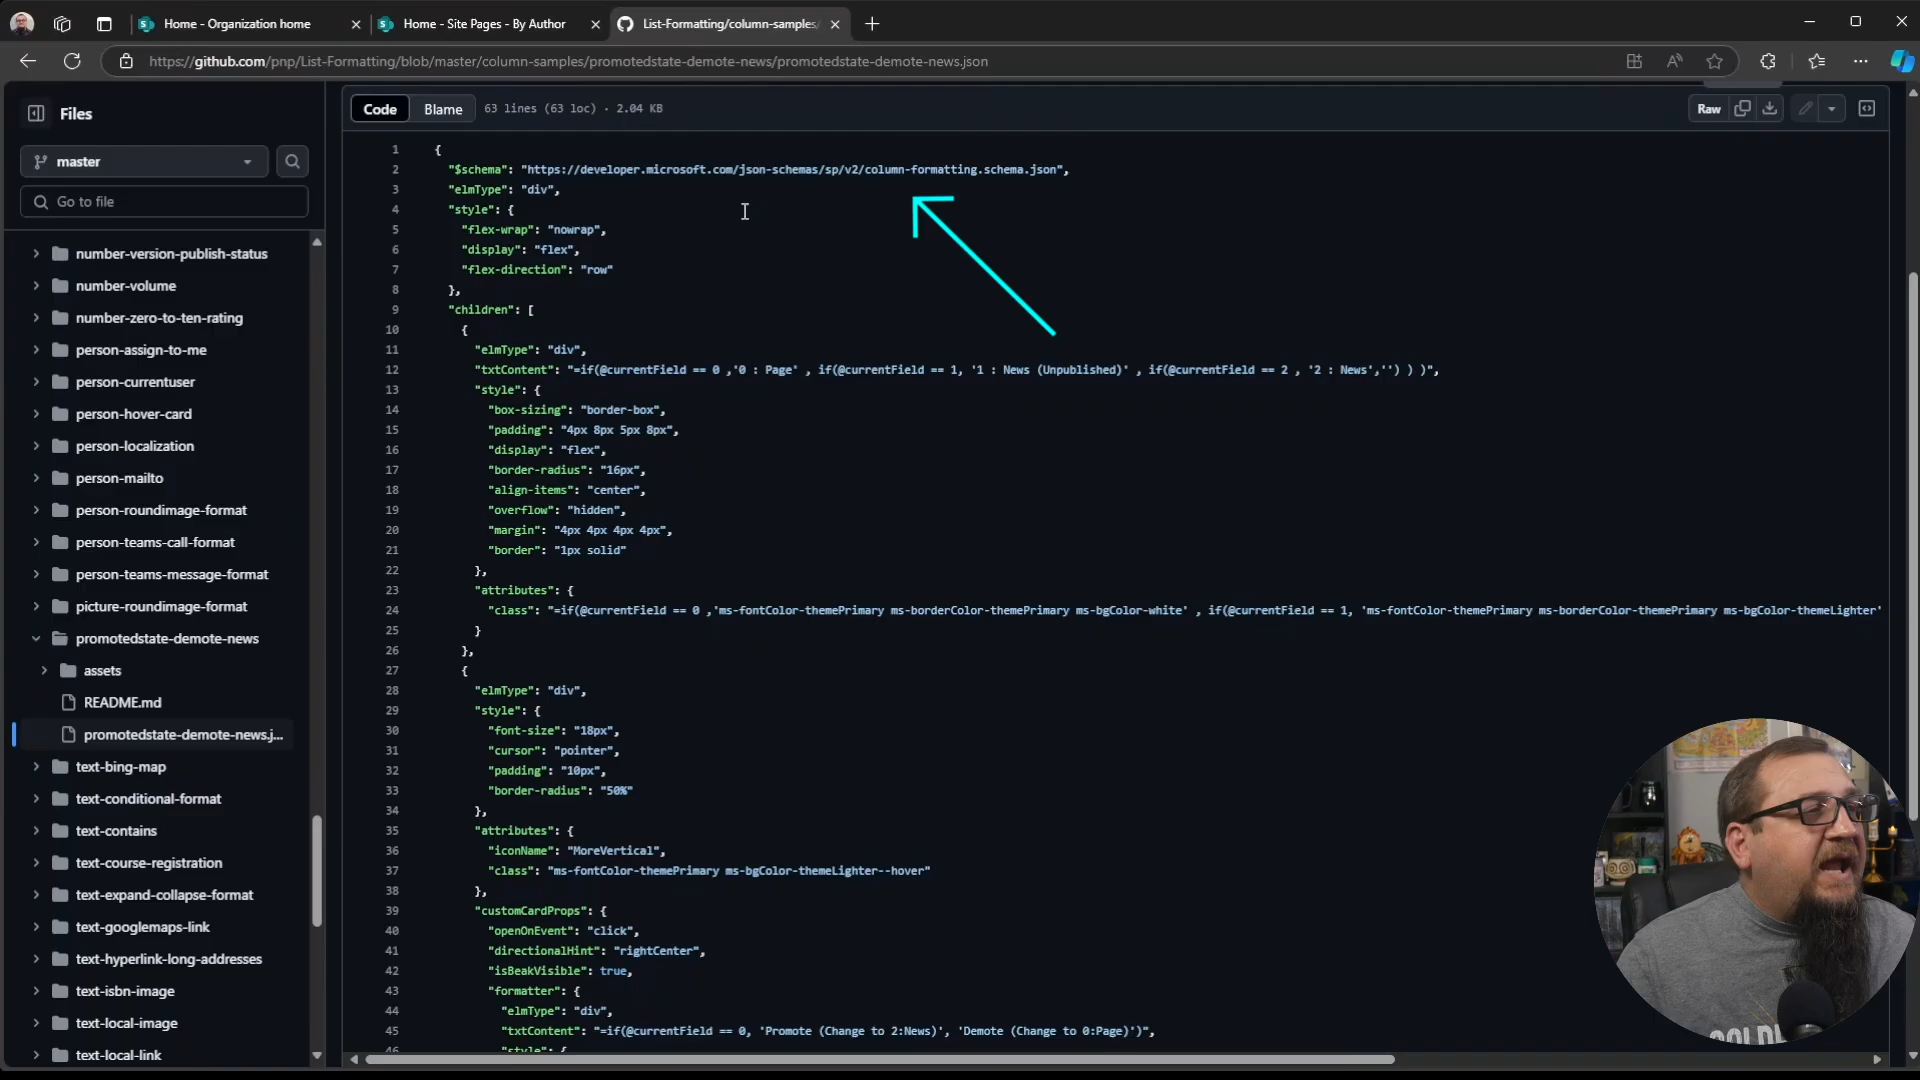 Home - Organization home
Home - Site Pages - By Author
List-Formatting/column-samples/
https://github.com/pnp/List-Formatting/blob/master/column-samples/promotedstate-demote-news/promotedstate-demote-news.json
Files
master
Go to file
number-version-publish-status
number-volume
number-zero-to-ten-rating
person-assign-to-me
person-currentuser
person-hover-card
person-localization
person-mailto
person-roundimage-format
person-teams-call-format
person-teams-message-format
picture-roundimage-format
promotedstate-demote-news
assets
README.md
promotedstate-demote-news.j...
text-bing-map
text-conditional-format
text-contains
text-course-registration
text-expand-collapse-format
text-googlemaps-link
text-hyperlink-long-addresses
text-isbn-image
text-local-image
text-local-link
Code Blame 63 lines (63 loc) · 2.04 KB
Raw
1 {
2 "$schema": "https://developer.microsoft.com/json-schemas/sp/v2/column-formatting.schema.json",
3 "elmType": "div",
4 "style": {
5 "flex-wrap": "nowrap",
6 "display": "flex",
7 "flex-direction": "row"
8 },
9 "children": [
10 {
11 "elmType": "div",
12 "txtContent": "=if(@currentField == 0 ,'0 : Page' , if(@currentField == 1, '1 : News (Unpublished)' , if(@currentField == 2 , '2 : News','') ) )",
13 "style": {
14 "box-sizing": "border-box",
15 "padding": "4px 8px 5px 8px",
16 "display": "flex",
17 "border-radius": "16px",
18 "align-items": "center",
19 "overflow": "hidden",
20 "margin": "4px 4px 4px 4px",
21 "border": "1px solid"
22 },
23 "attributes": {
24 "class": "=if(@currentField == 0 ,'ms-fontColor-themePrimary ms-borderColor-themePrimary ms-bgColor-white' , if(@currentField == 1, 'ms-fontColor-themePrimary ms-borderColor-themePrimary ms-bgColor-themeLighter'
25 }
26 },
27 {
28 "elmType": "div",
29 "style": {
30 "font-size": "18px",
31 "cursor": "pointer",
32 "padding": "10px",
33 "border-radius": "50%"
34 },
35 "attributes": {
36 "iconName": "MoreVertical",
37 "class": "ms-fontColor-themePrimary ms-bgColor-themeLighter--hover"
38 },
39 "customCardProps": {
40 "openOnEvent": "click",
41 "directionalHint": "rightCenter",
42 "isBeakVisible": true,
43 "formatter": {
44 "elmType": "div",
45 "txtContent": "=if(@currentField == 0, 'Promote (Change to 2:News)', 'Demote (Change to 0:Page)')",
46 "style": {